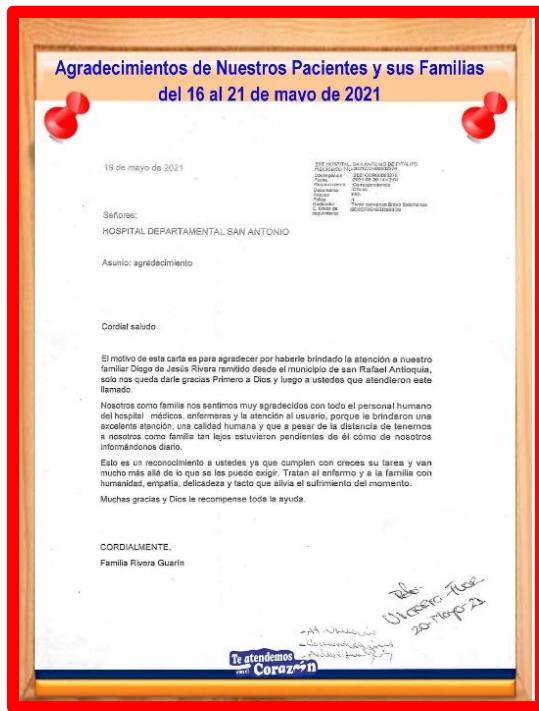 Agradecimientos de Nuestros Pacientes y sus Familias
del 16 al 21 de mayo de 2021
19 de mayo de 2021
ESE HOSPITAL SAN ANTONIO DE PITALITO
Señores:
HOSPITAL DEPARTAMENTAL SAN ANTONIO
Asunto: agradecimiento
Cordial saludo
El motivo de esta carta es para agradecer por haberle brindado la atención a nuestro
familiar Diego de Jesús Rivera remitido desde el municipio de san Rafael Antioquia,
solo nos queda darle gracias Primero a Dios y luego a ustedes que atendieron este
llamado.
Nosotros como familia nos sentimos muy agradecidos con todo el personal humano
del hospital médicos, enfermeras y la atención al usuario, porque le brindaron una
excelente atención, una calidad humana y que a pesar de la distancia de tenernos
a nosotros como familia tan lejos estuvieron pendientes de él cómo de nosotros
informándonos diario.
Esto es un reconocimiento a ustedes ya que cumplen con creces su tarea y van
mucho más allá de lo que se les puede exigir. Tratan al enfermo y a la familia con
humanidad, empatía, delicadeza y tacto que alivia el sufrimiento del momento.
Muchas gracias y Dios le recompense toda la ayuda.
CORDIALMENTE,
Familia Rivera Guarín
20-Mayo-21
Te atendemos
con el Corazón